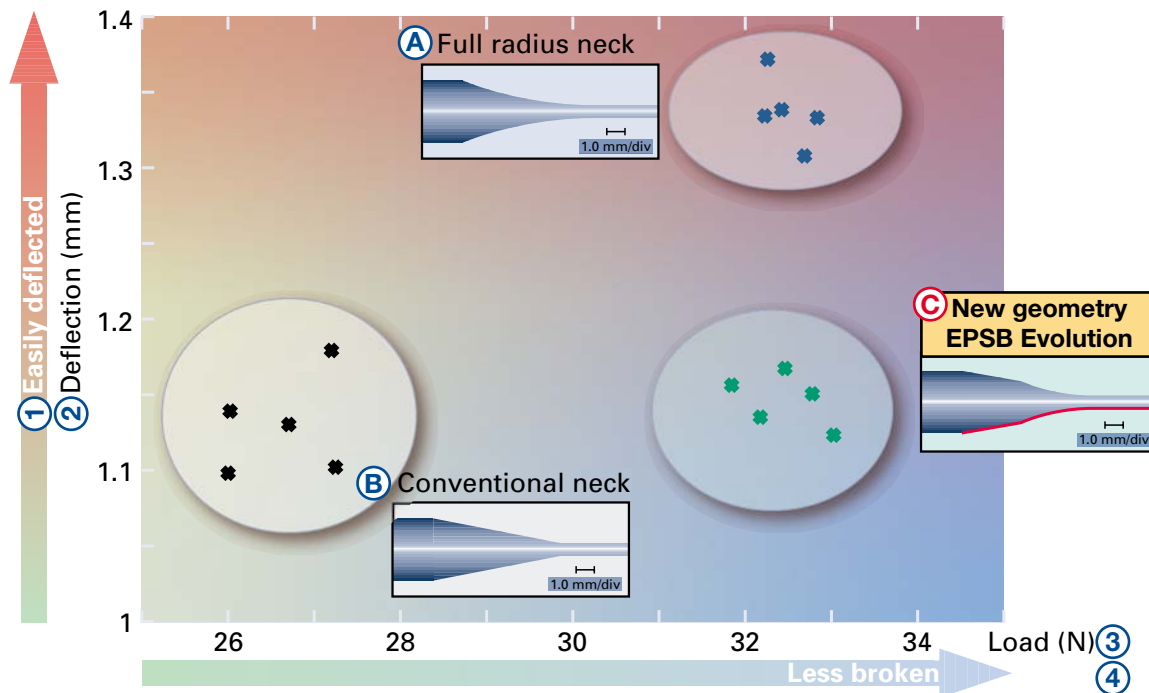 1.4
1.3
1.2
1.1
1
① Easily deflected
② Deflection (mm)
Ⓐ Full radius neck
1.0 mm/div
Ⓒ New geometry
EPSB Evolution
1.0 mm/div
Ⓑ Conventional neck
1.0 mm/div
26 28 30 32 34 Load (N) ③
Less broken ④